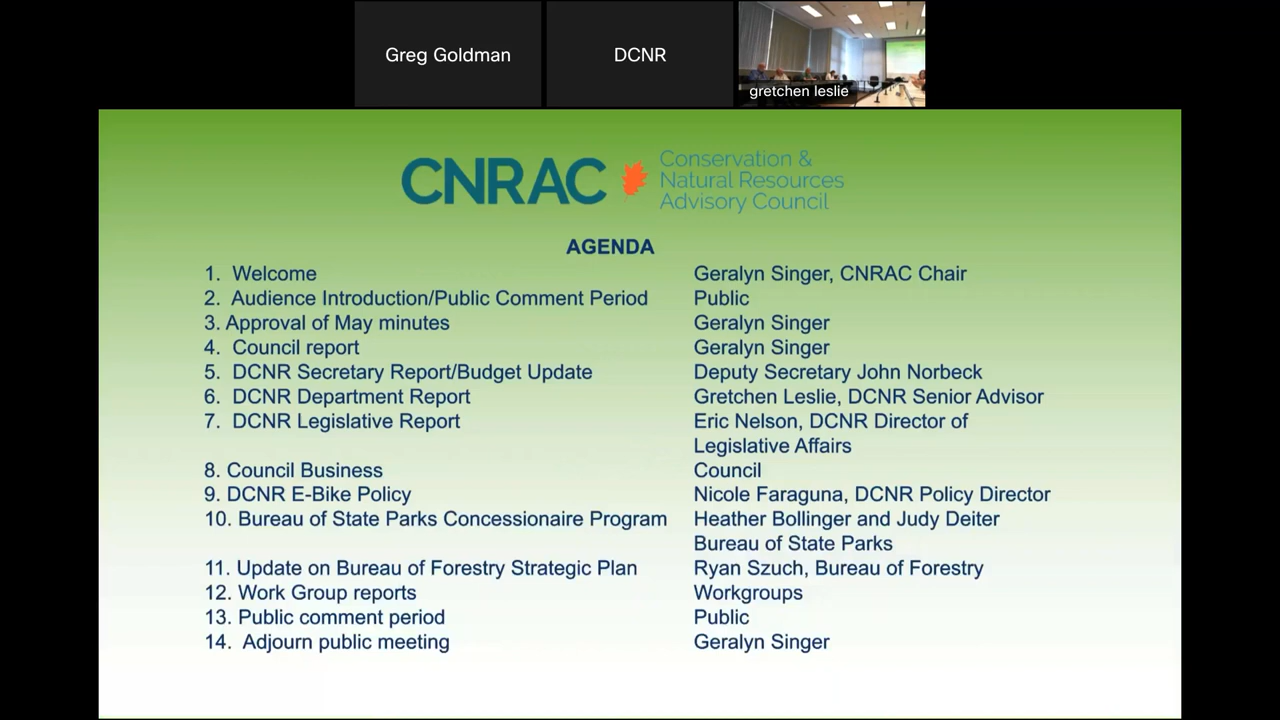 Greg Goldman
DCNR
gretchen leslie
CNRAC
Conservation &
Natural Resources
Advisory Council
AGENDA
1. Welcome Geralyn Singer, CNRAC Chair
2. Audience Introduction/Public Comment Period Public
3. Approval of May minutes Geralyn Singer
4. Council report Geralyn Singer
5. DCNR Secretary Report/Budget Update Deputy Secretary John Norbeck
6. DCNR Department Report Gretchen Leslie, DCNR Senior Advisor
7. DCNR Legislative Report Eric Nelson, DCNR Director of
Legislative Affairs
8. Council Business Council
9. DCNR E-Bike Policy Nicole Faraguna, DCNR Policy Director
10. Bureau of State Parks Concessionaire Program Heather Bollinger and Judy Deiter
Bureau of State Parks
11. Update on Bureau of Forestry Strategic Plan Ryan Szuch, Bureau of Forestry
12. Work Group reports Workgroups
13. Public comment period Public
14. Adjourn public meeting Geralyn Singer